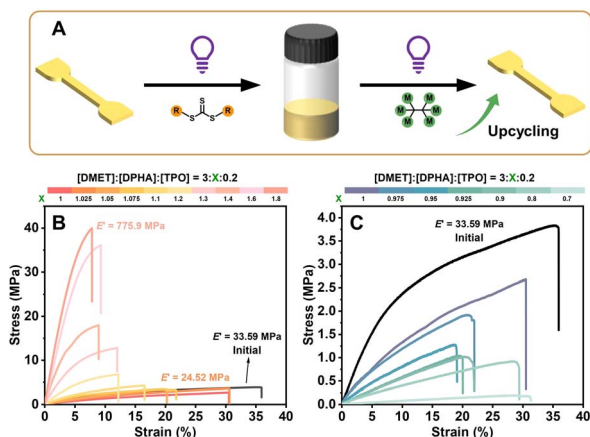 A
R S S S R
M M M M M M
Upcycling
[DMET]:[DPHA]:[TPO] = 3:X:0.2
X 1 1.025 1.05 1.075 1.1 1.2 1.3 1.4 1.6 1.8
B
E' = 775.9 MPa
E' = 33.59 MPa
Initial
E' = 24.52 MPa
Stress (MPa)
40
30
20
10
0
0 5 10 15 20 25 30 35 40
Strain (%)
[DMET]:[DPHA]:[TPO] = 3:X:0.2
X 1 0.975 0.95 0.925 0.9 0.8 0.7
C
E' = 33.59 MPa
Initial
Stress (MPa)
4.0
3.5
3.0
2.5
2.0
1.5
1.0
0.5
0.0
0 5 10 15 20 25 30 35 40
Strain (%)